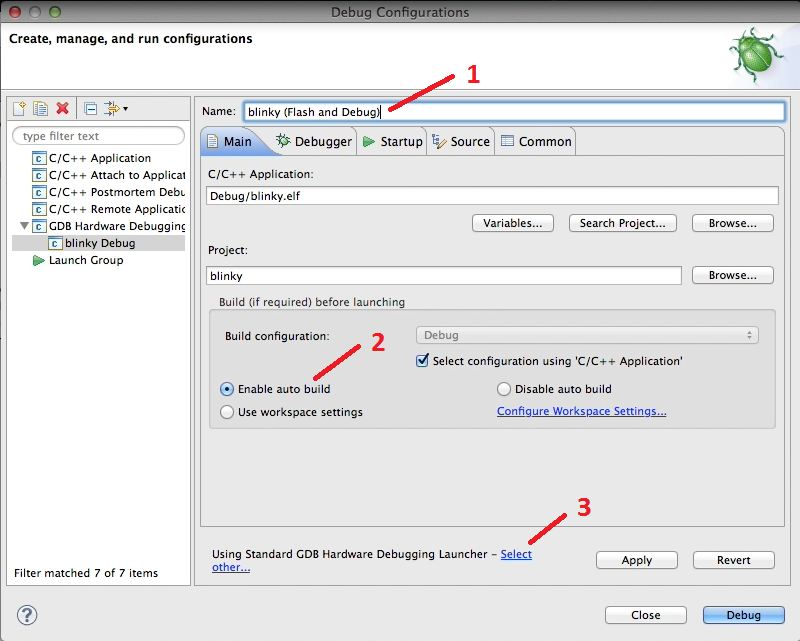 Debug Configurations
Create, manage, and run configurations
1
type filter text
C/C++ Application
C/C++ Attach to Applicat
C/C++ Postmortem Debu
C/C++ Remote Applicatio
GDB Hardware Debugging
blinky Debug
Launch Group
Filter matched 7 of 7 items
Name: blinky (Flash and Debug)
Main Debugger Startup Source Common
C/C++ Application:
Debug/blinky.elf
Variables... Search Project... Browse...
Project:
blinky Browse...
Build (if required) before launching
Build configuration: Debug
2
Select configuration using 'C/C++ Application'
Enable auto build Disable auto build
Use workspace settings Configure Workspace Settings...
3
Using Standard GDB Hardware Debugging Launcher – Select
other...
Apply Revert
? Close Debug